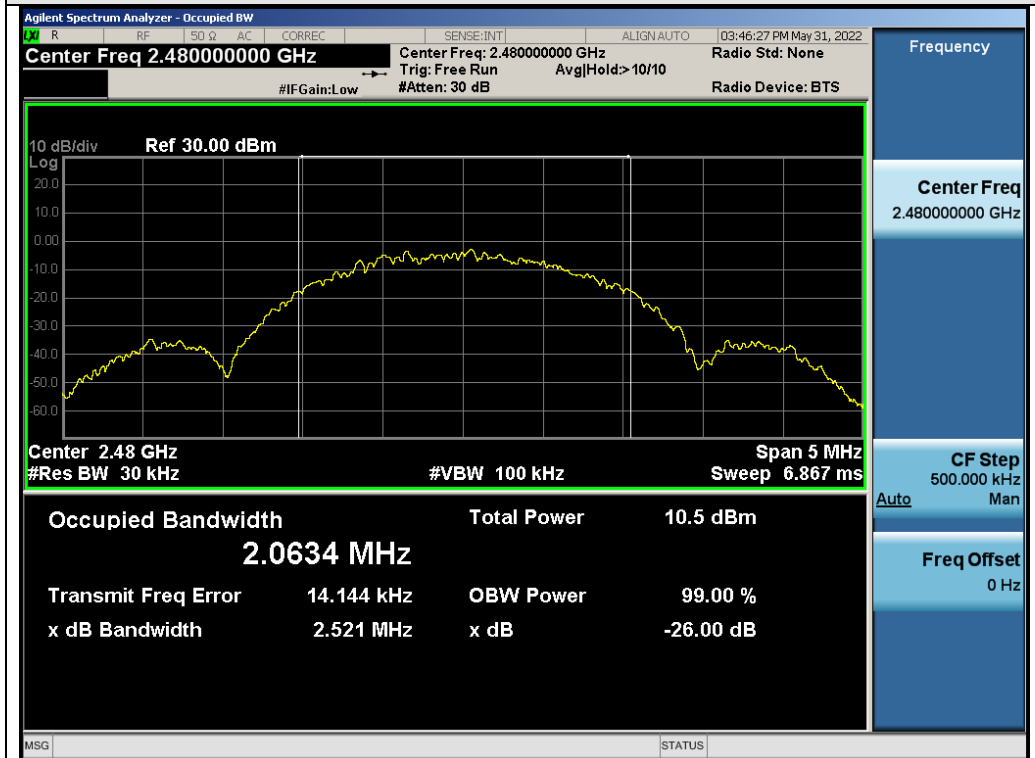 Agilent Spectrum Analyzer - Occupied BW
LXI R RF 50 Ω AC CORREC SENSE:INT ALIGN AUTO 03:46:27 PM May 31, 2022
Center Freq 2.480000000 GHz Center Freq: 2.480000000 GHz Radio Std: None
Trig: Free Run Avg|Hold:> 10/10
#IFGain:Low #Atten: 30 dB Radio Device: BTS
10 dB/div Ref 30.00 dBm
Log
20.0
10.0
0.00
-10.0
-20.0
-30.0
-40.0
-50.0
-60.0
Center 2.48 GHz Span 5 MHz
#Res BW 30 kHz #VBW 100 kHz Sweep 6.867 ms
Occupied Bandwidth Total Power 10.5 dBm
2.0634 MHz
Transmit Freq Error 14.144 kHz OBW Power 99.00 %
x dB Bandwidth 2.521 MHz x dB -26.00 dB
Frequency
Center Freq
2.480000000 GHz
CF Step
500.000 kHz
Auto Man
Freq Offset
0 Hz
MSG STATUS